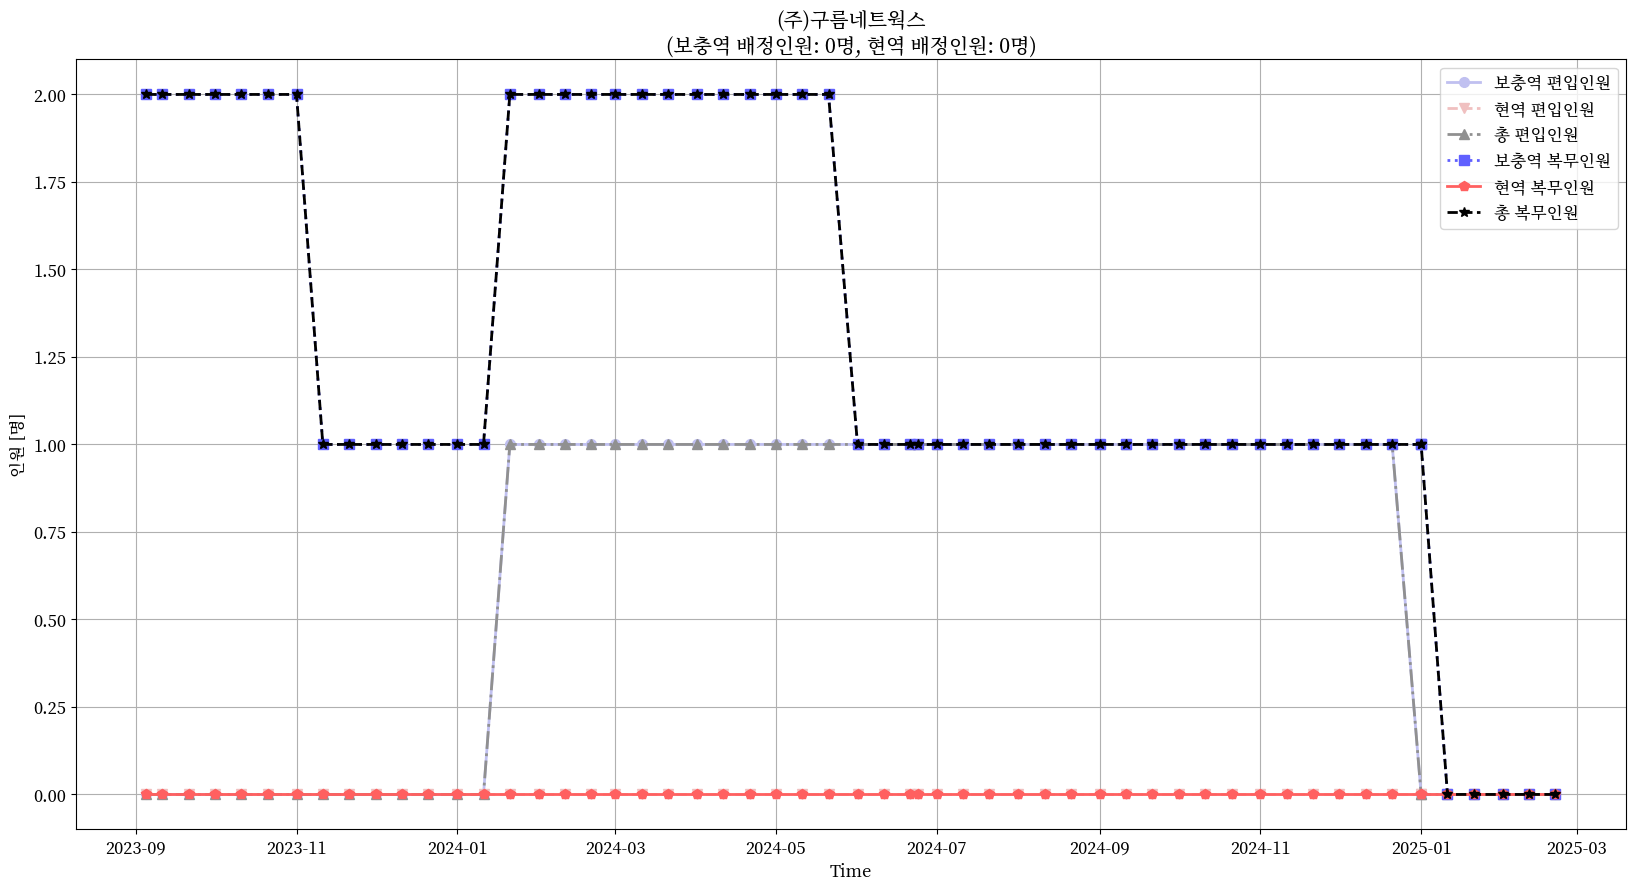 (주)구름네트웍스
(보충역 배정인원: 0명, 현역 배정인원: 0명)
보충역 편입인원
현역 편입인원
총 편입인원
보충역 복무인원
현역 복무인원
총 복무인원
인원 [명]
2.00
1.75
1.50
1.25
1.00
0.75
0.50
0.25
0.00
2023-09
2023-11
2024-01
2024-03
2024-05
2024-07
2024-09
2024-11
2025-01
2025-03
Time